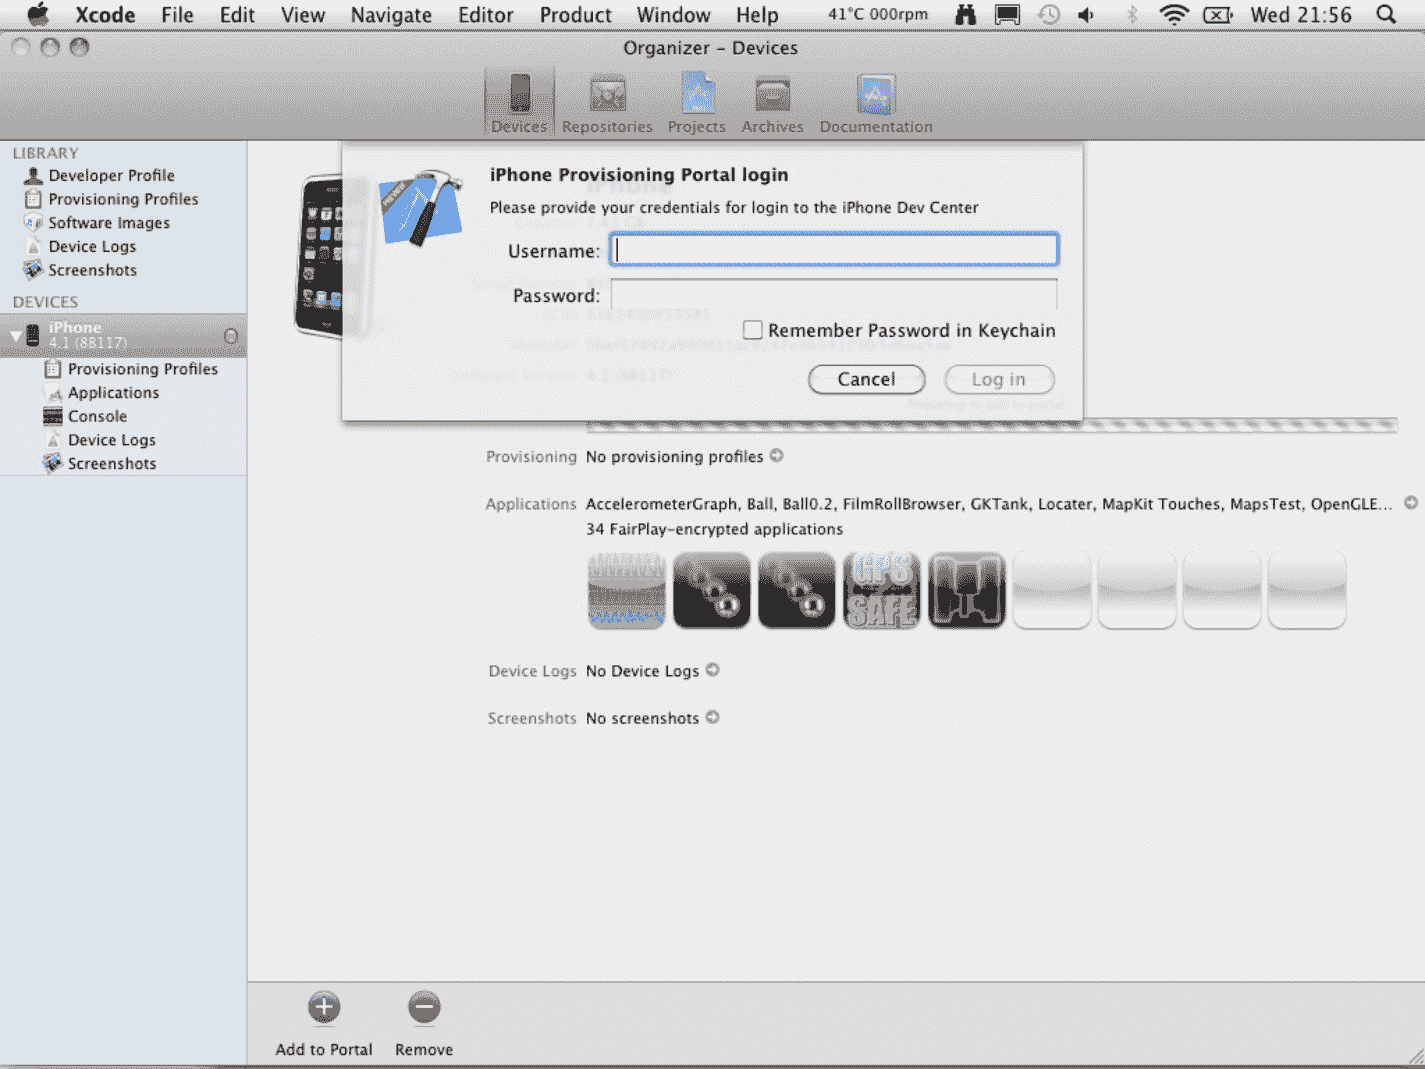 Xcode File Edit View Navigate Editor Product Window Help 41°C 000rpm Wed 21:56
Organizer – Devices
Devices Repositories Projects Archives Documentation
LIBRARY
Developer Profile
Provisioning Profiles
Software Images
Device Logs
Screenshots
DEVICES
iPhone
4.1 (8B117)
Provisioning Profiles
Applications
Console
Device Logs
Screenshots
iPhone Provisioning Portal login
Please provide your credentials for login to the iPhone Dev Center
Username:
Password:
Remember Password in Keychain
Cancel Log in
Provisioning No provisioning profiles
Applications AccelerometerGraph, Ball, Ball0.2, FilmRollBrowser, GKTank, Locater, MapKit Touches, MapsTest, OpenGLE...
34 FairPlay-encrypted applications
GPS
SAFE
Device Logs No Device Logs
Screenshots No screenshots
Add to Portal Remove